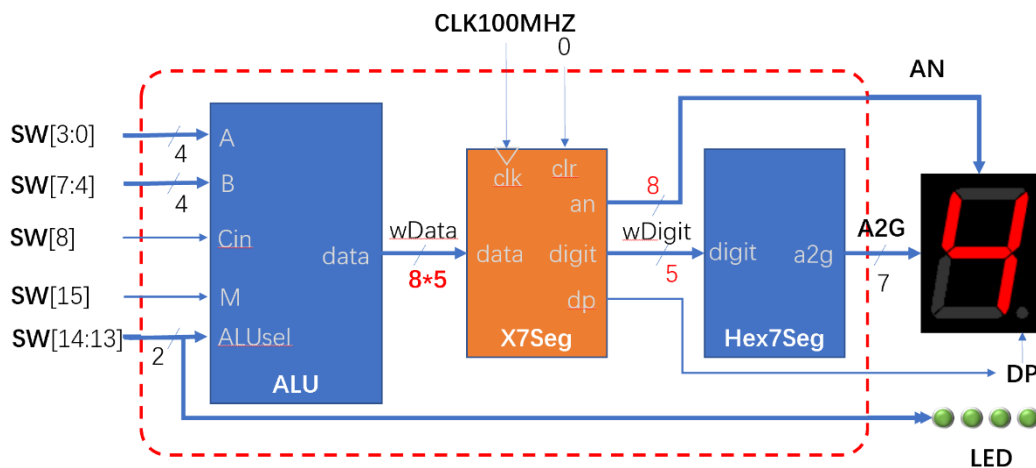 CLK100MHZ
0
AN
SW[3:0]
4
A
SW[7:4]
4
B
SW[8]
Cin
SW[15]
M
SW[14:13]
2
ALUsel
data
ALU
wData
8*5
clk
clr
an
data
digit
dp
X7Seg
8
wDigit
5
digit
a2g
Hex7Seg
A2G
7
DP
LED